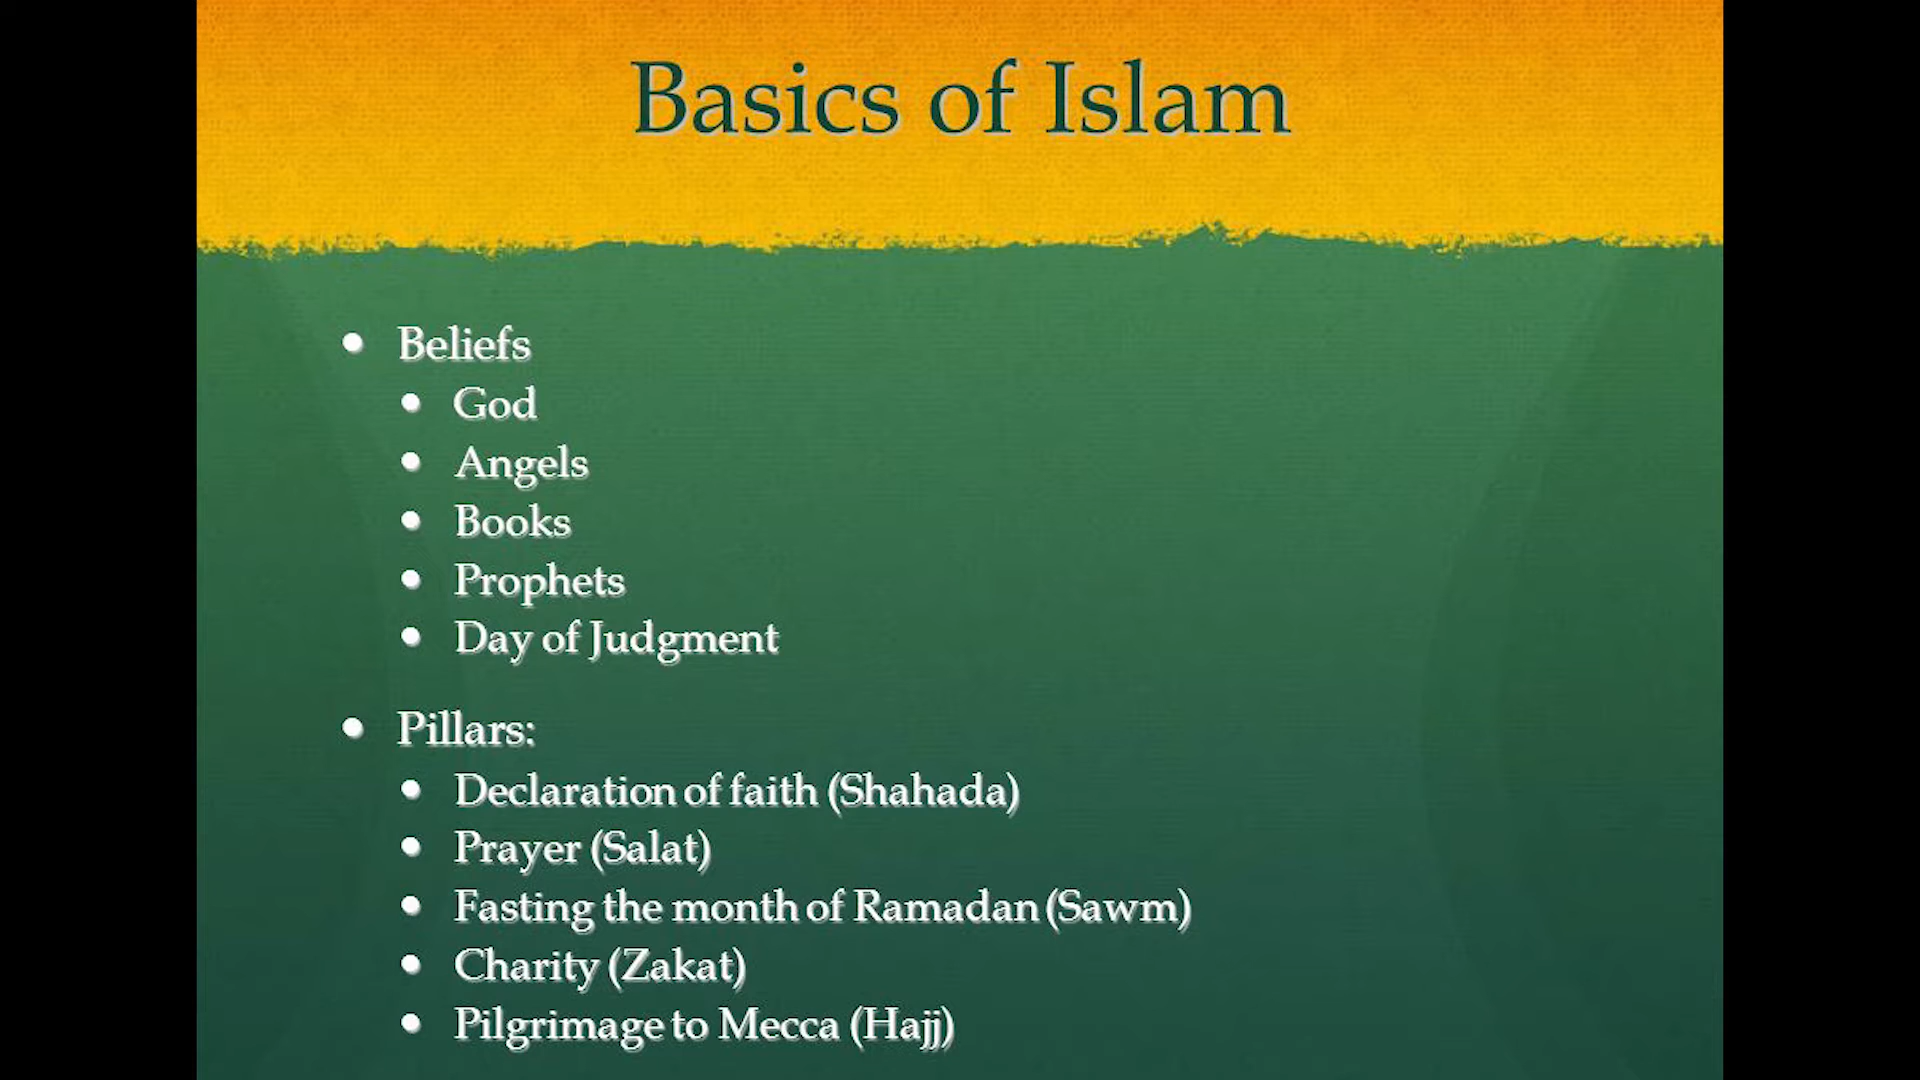 Basics of Islam
• Beliefs
• God
• Angels
• Books
• Prophets
• Day of Judgment
• Pillars:
• Declaration of faith (Shahada)
• Prayer (Salat)
• Fasting the month of Ramadan (Sawm)
• Charity (Zakat)
• Pilgrimage to Mecca (Hajj)